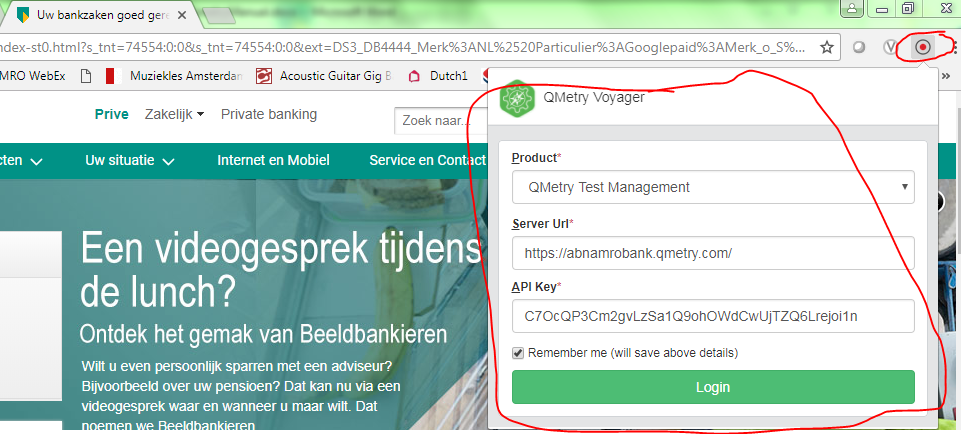 Uw bankzaken goed gere
ndex-st0.html?s_tnt=74554:0:0&s_tnt=74554:0:0&ext=DS3_DB4444_Merk%3ANL%2520Particulier%3AGooglepaid%3AMerk_o_S%...
MRO WebEx Muziekles Amsterdam Acoustic Guitar Gig B Dutch1
QMetry Voyager
Prive Zakelijk Private banking
Zoek naar...
cten Uw situatie Internet en Mobiel Service en Contact
Product*
QMetry Test Management
Server Url*
https://abnamrobank.qmetry.com/
API Key*
C7OcQP3Cm2gvLzSa1Q9ohOWdCwUjTZQ6Lrejoi1n
Remember me (will save above details)
Login
Een videogesprek tijdens
de lunch?
Ontdek het gemak van Beeldbankieren
Wilt u even persoonlijk sparren met een adviseur?
Bijvoorbeeld over uw pensioen? Dat kan nu via een
videogesprek waar en wanneer u maar wilt. Dat
noemen we Beeldbankieren